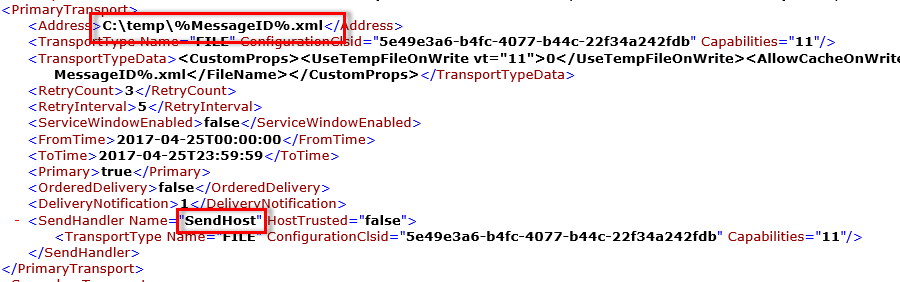 <PrimaryTransport>
<Address>C:\temp\%MessageID%.xml</Address>
<TransportType Name="FILE" ConfigurationClsid="5e49e3a6-b4fc-4077-b44c-22f34a242fdb" Capabilities="11"/>
<TransportTypeData><CustomProps><UseTempFileOnWrite vt="11">0</UseTempFileOnWrite><AllowCacheOnWrite
MessageID%.xml</FileName></CustomProps></TransportTypeData>
<RetryCount>3</RetryCount>
<RetryInterval>5</RetryInterval>
<ServiceWindowEnabled>false</ServiceWindowEnabled>
<FromTime>2017-04-25T00:00:00</FromTime>
<ToTime>2017-04-25T23:59:59</ToTime>
<Primary>true</Primary>
<OrderedDelivery>false</OrderedDelivery>
<DeliveryNotification>1</DeliveryNotification>
- <SendHandler Name="SendHost" HostTrusted="false">
<TransportType Name="FILE" ConfigurationClsid="5e49e3a6-b4fc-4077-b44c-22f34a242fdb" Capabilities="11"/>
</SendHandler>
</PrimaryTransport>